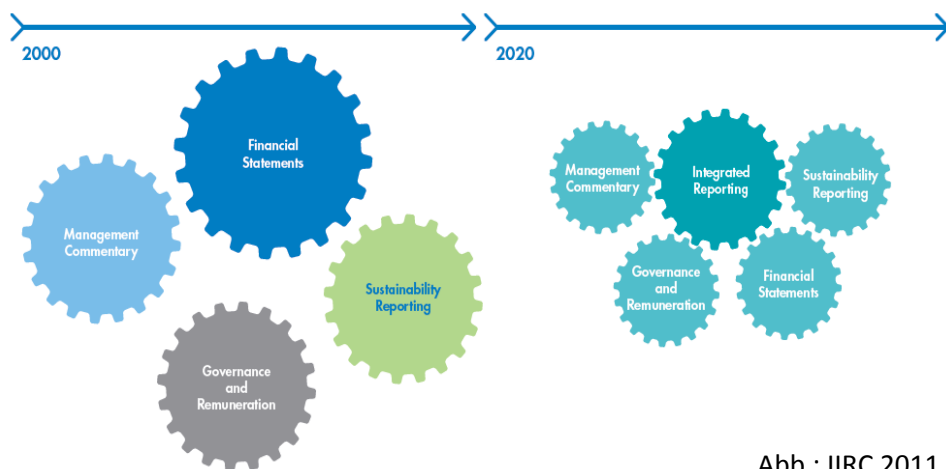 2000
2020
Financial
Statements
Management
Commentary
Sustainability
Reporting
Governance
and
Remuneration
Management
Commentary
Integrated
Reporting
Sustainability
Reporting
Governance
and
Remuneration
Financial
Statements
Abb.: IIRC 2011